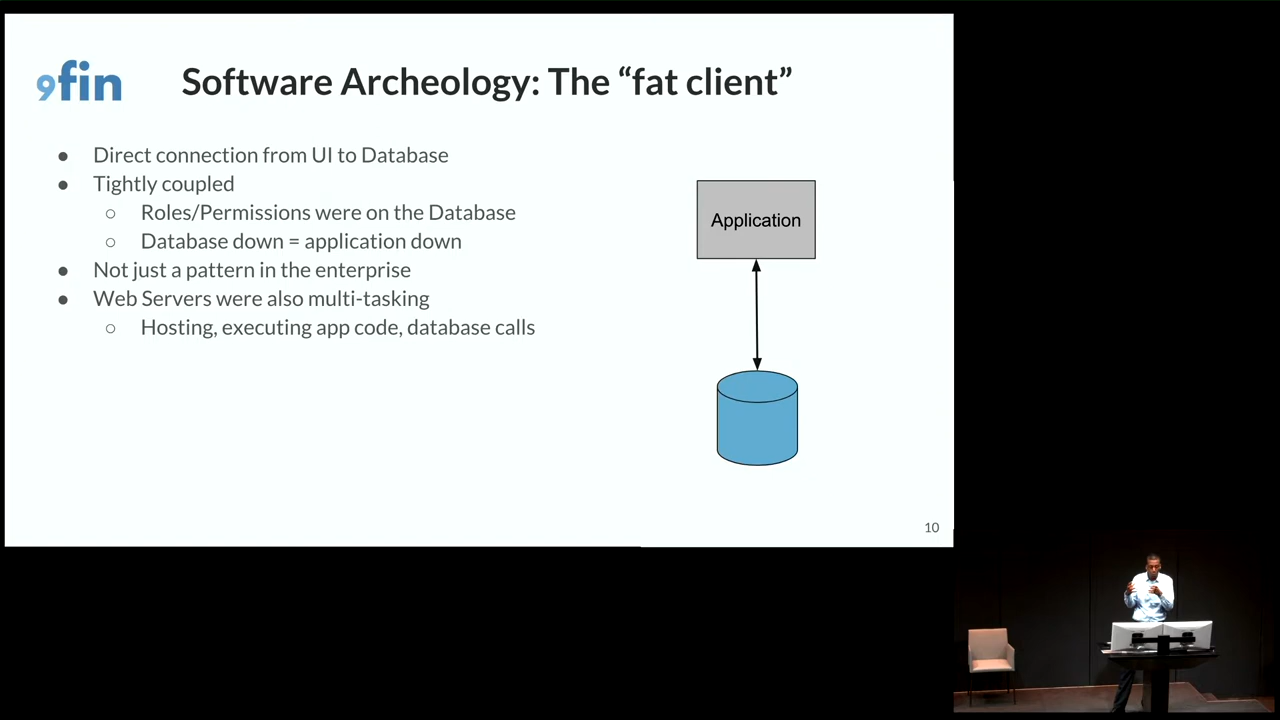 9fin
Software Archeology: The “fat client”
● Direct connection from UI to Database
● Tightly coupled
○ Roles/Permissions were on the Database
○ Database down = application down
● Not just a pattern in the enterprise
● Web Servers were also multi-tasking
○ Hosting, executing app code, database calls
Application
10